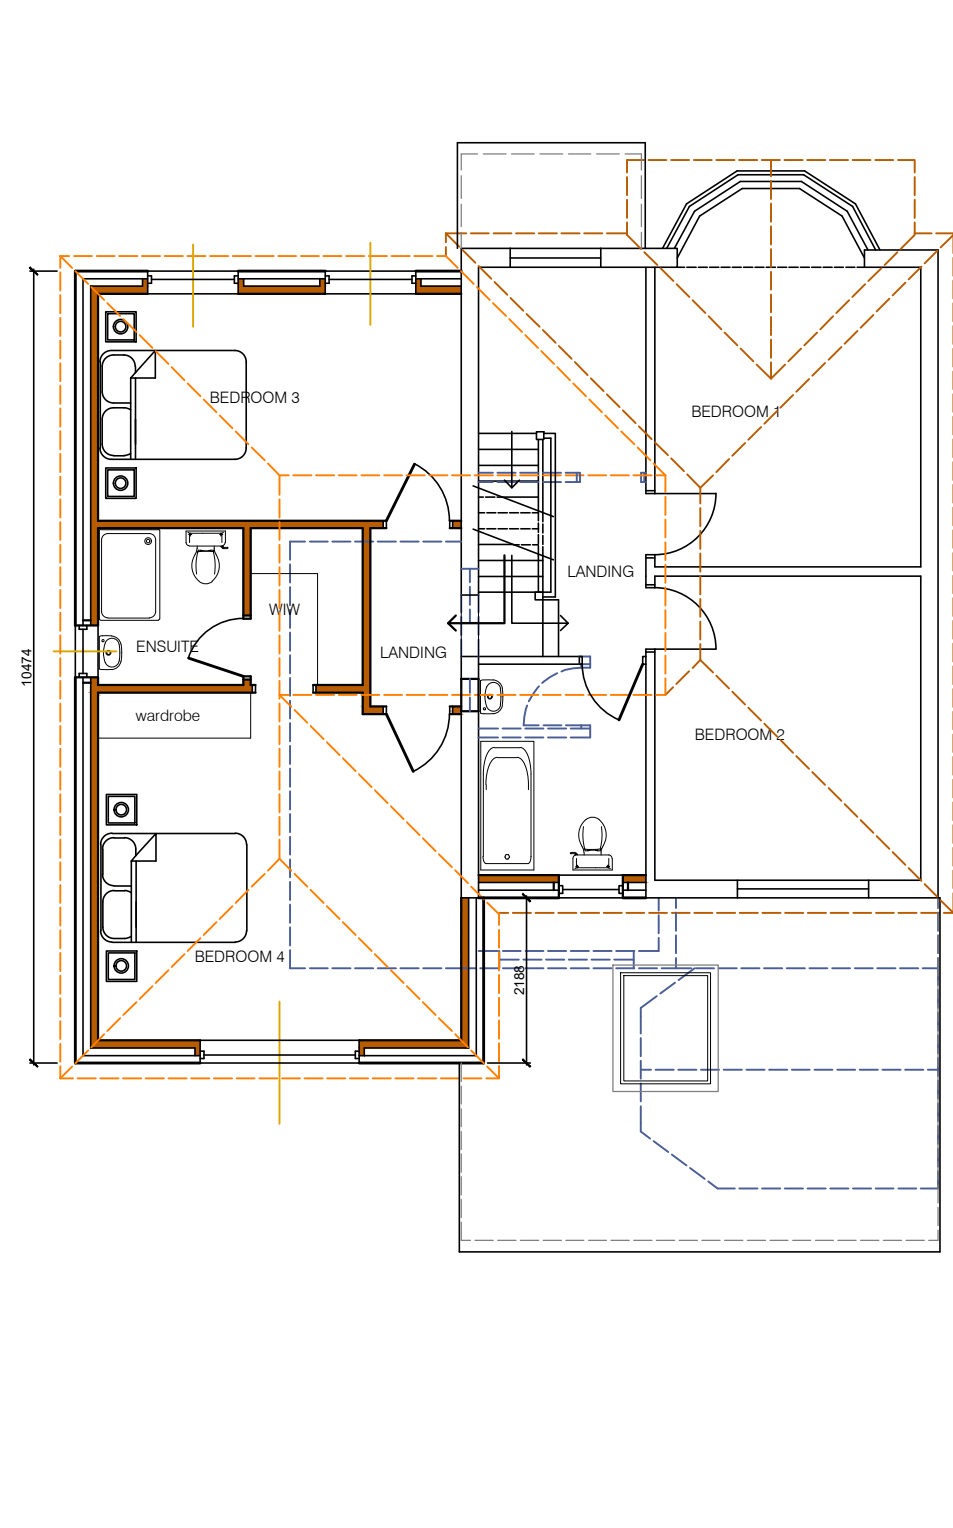 BEDROOM 3
BEDROOM 1
LANDING
WIW
ENSUITE
LANDING
10474
wardrobe
BEDROOM 2
BEDROOM 4
2188